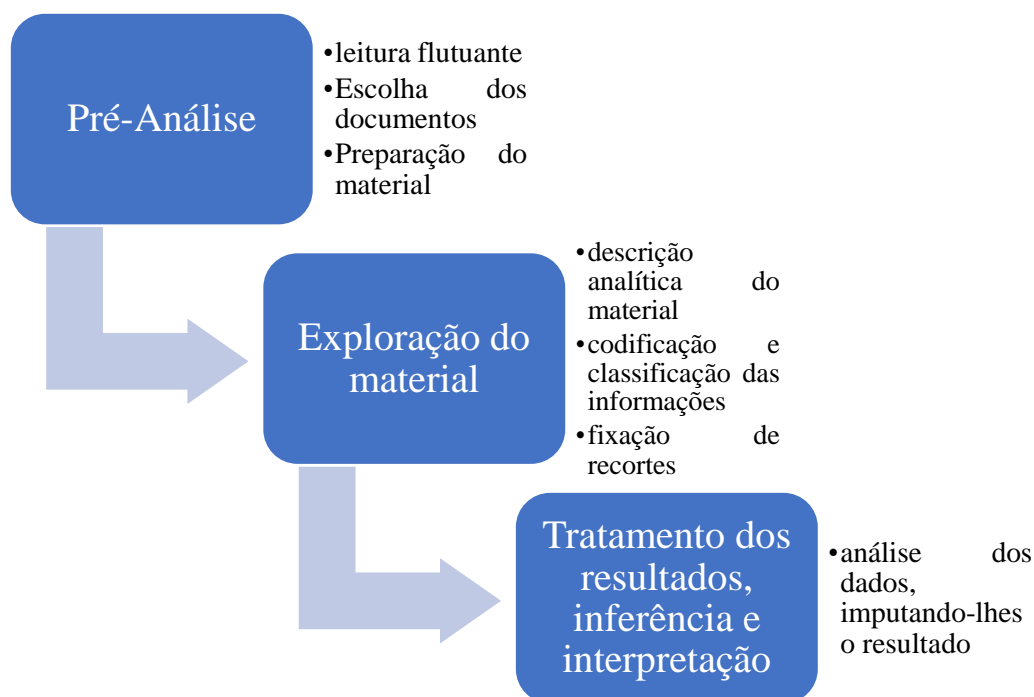 Pré-Análise
•leitura flutuante
•Escolha dos
documentos
•Preparação do
material
Exploração do
material
•descrição
analítica do
material
•codificação e
classificação das
informações
•fixação de
recortes
Tratamento dos
resultados,
inferência e
interpretação
•análise dos
dados,
imputando-lhes
o resultado